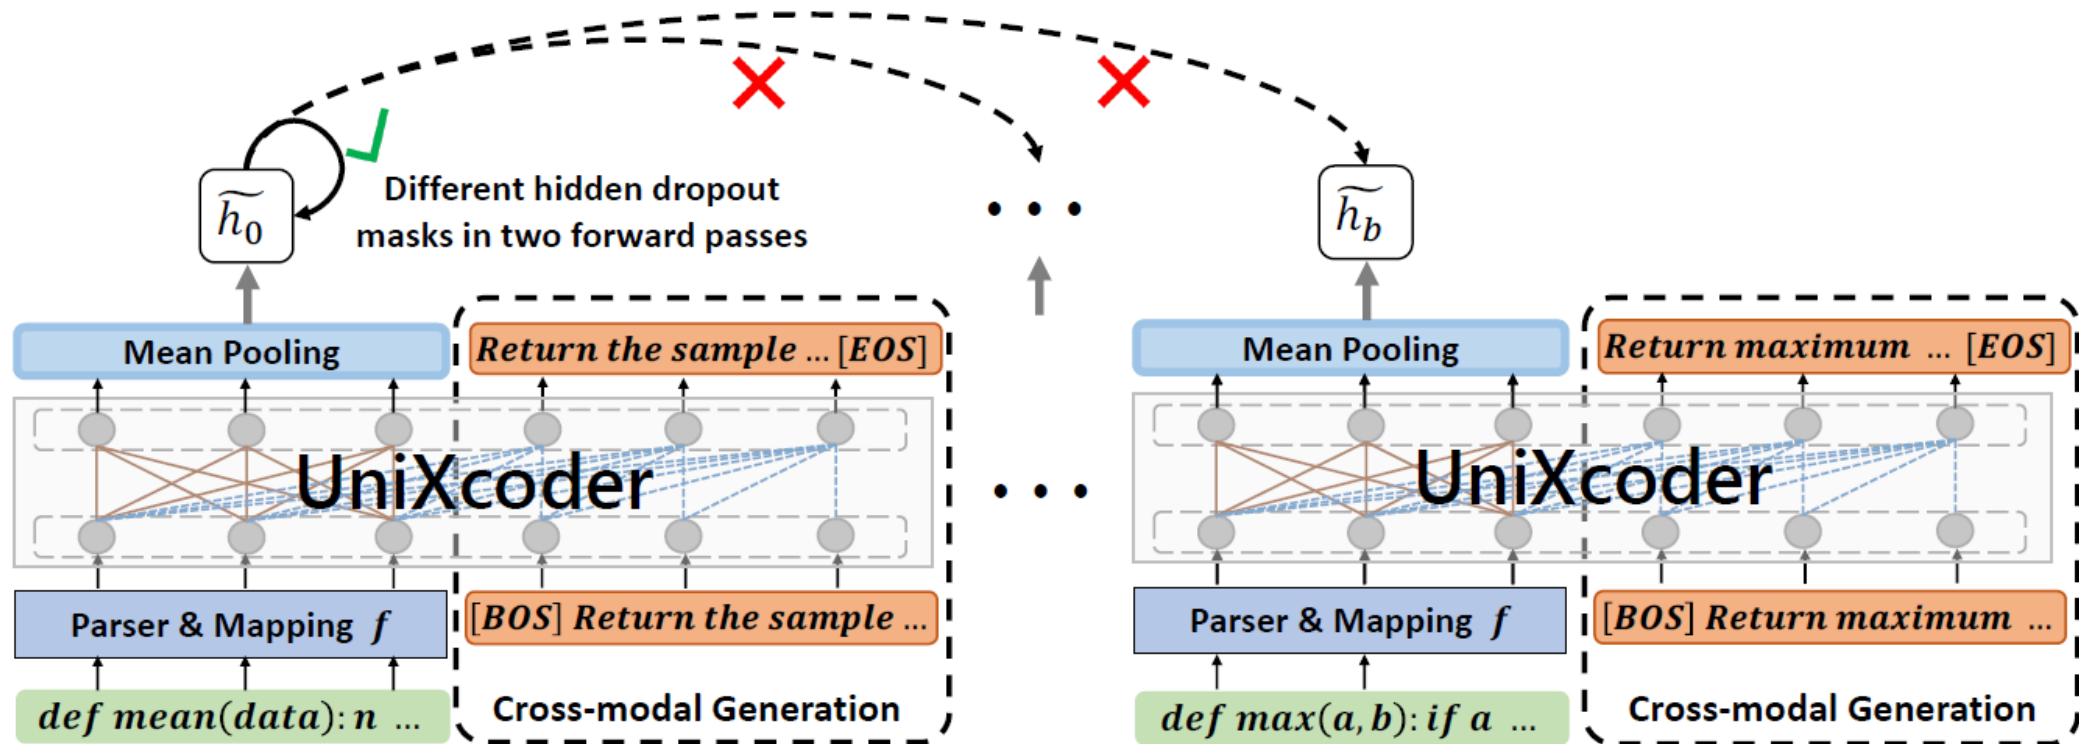 h̃₀
Different hidden dropout
masks in two forward passes
• • •
h̃_b
Mean Pooling
Return the sample ... [EOS]
Mean Pooling
Return maximum ... [EOS]
UniXcoder
• • •
UniXcoder
Parser & Mapping f
[BOS] Return the sample ...
Parser & Mapping f
[BOS] Return maximum ...
def mean(data): n ...
Cross-modal Generation
def max(a, b): if a ...
Cross-modal Generation